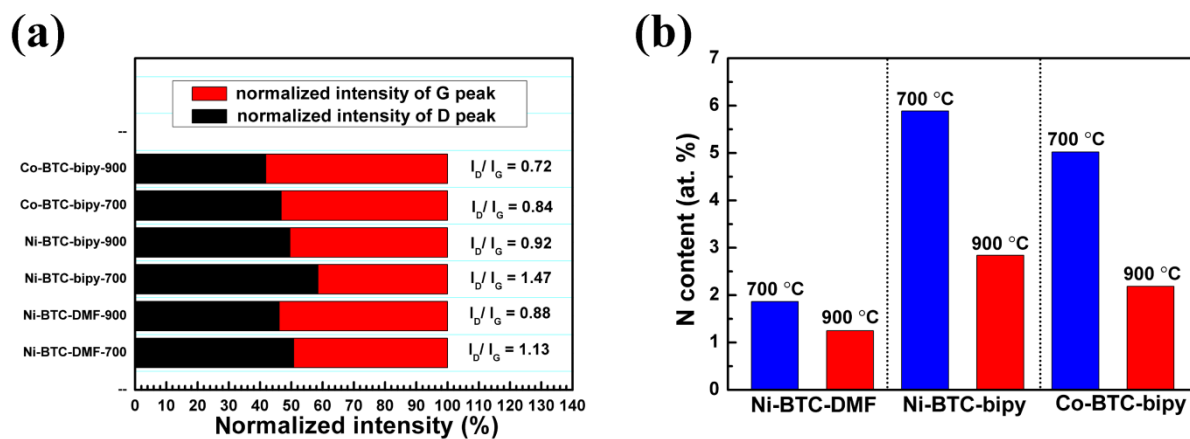 (a)
normalized intensity of G peak
normalized intensity of D peak
--
Co-BTC-bipy-900
I_D/ I_G = 0.72
Co-BTC-bipy-700
I_D/ I_G = 0.84
Ni-BTC-bipy-900
I_D/ I_G = 0.92
Ni-BTC-bipy-700
I_D/ I_G = 1.47
Ni-BTC-DMF-900
I_D/ I_G = 0.88
Ni-BTC-DMF-700
I_D/ I_G = 1.13
--
0 10 20 30 40 50 60 70 80 90 100 110 120 130 140
Normalized intensity (%)
(b)
N content (at. %)
7
6
5
4
3
2
1
0
700 °C
900 °C
700 °C
900 °C
700 °C
900 °C
Ni-BTC-DMF Ni-BTC-bipy Co-BTC-bipy